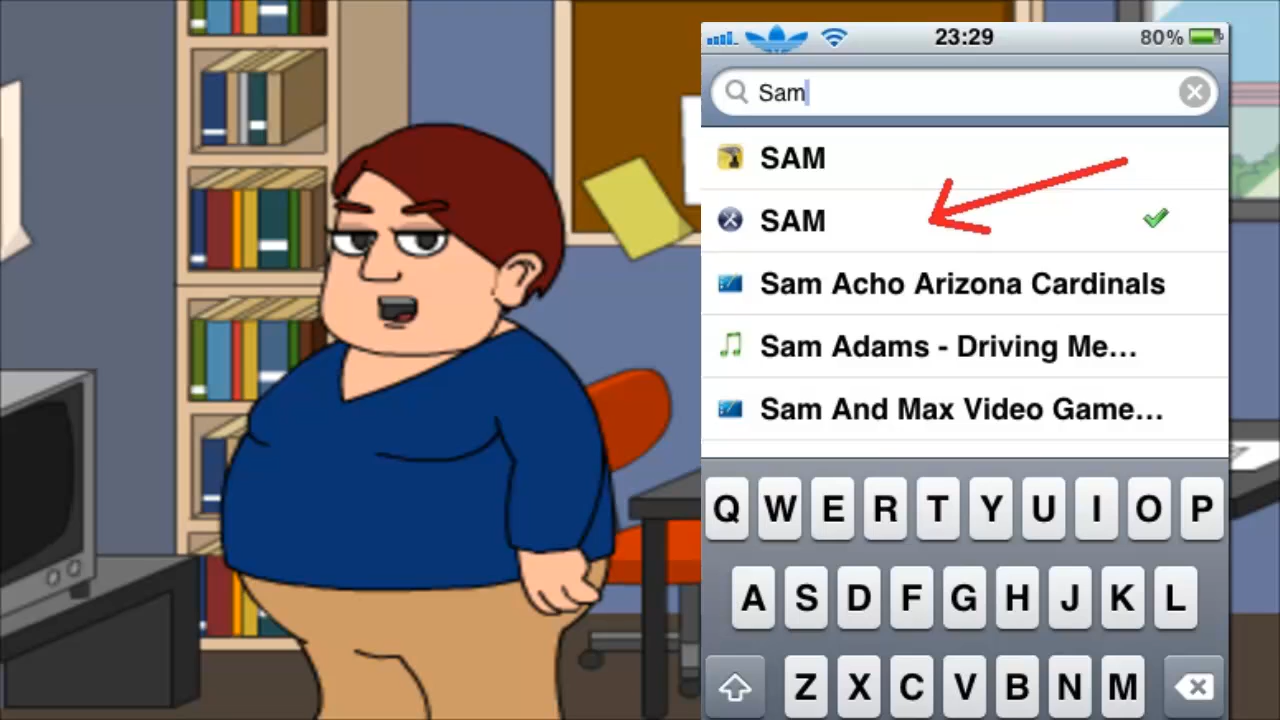 23:29
80%
Sam
SAM
SAM
Sam Acho Arizona Cardinals
Sam Adams - Driving Me...
Sam And Max Video Game...
Q W E R T Y U I O P
A S D F G H J K L
Z X C V B N M